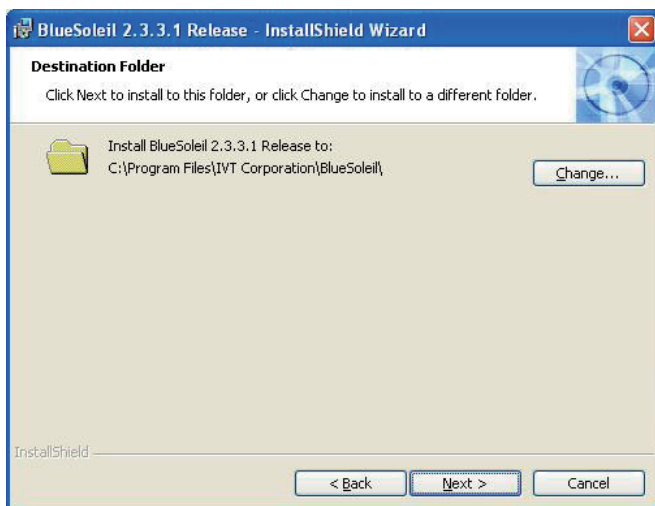 BlueSoleil 2.3.3.1 Release - InstallShield Wizard
Destination Folder
Click Next to install to this folder, or click Change to install to a different folder.
Install BlueSoleil 2.3.3.1 Release to:
C:\Program Files\IVT Corporation\BlueSoleil\
Change...
InstallShield
< Back
Next >
Cancel